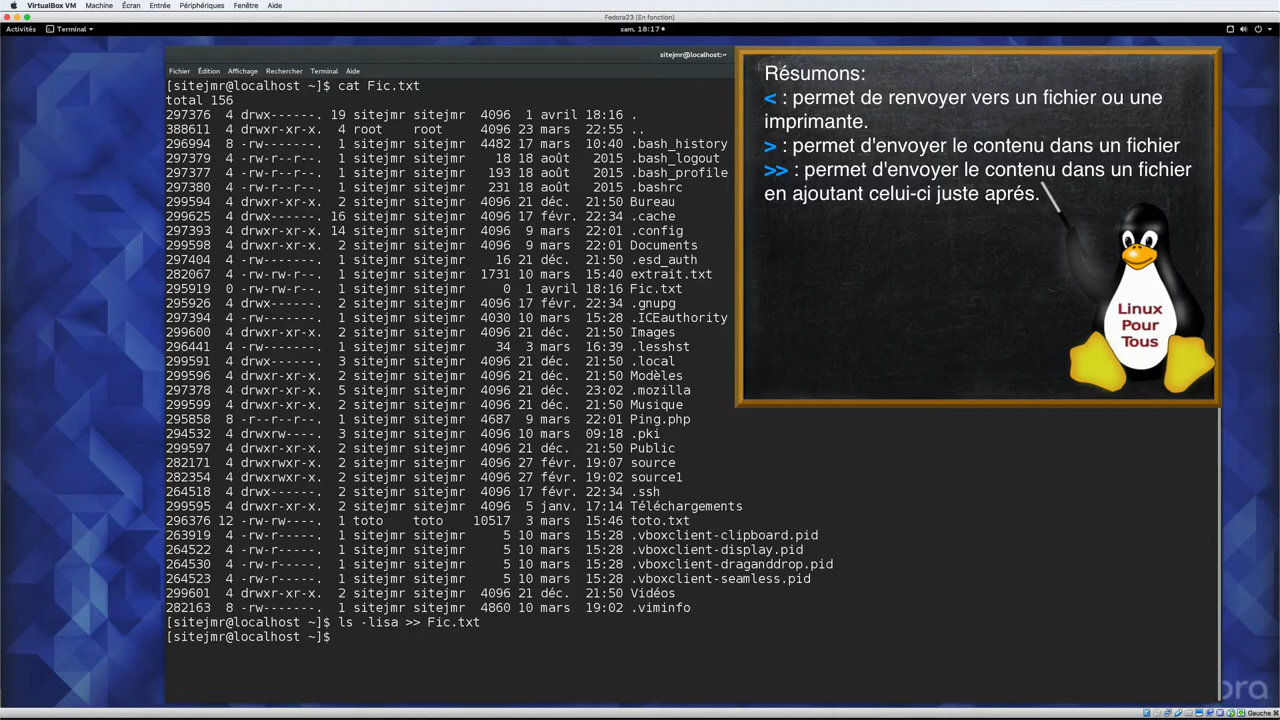 VirtualBox VM Machine Écran Entrée Périphériques Fenêtre Aide
Fedora23 [En fonction]
Activités Terminal sam. 18:17
sitejmr@localhost:~
Fichier Édition Affichage Rechercher Terminal Aide
[sitejmr@localhost ~]$ cat Fic.txt
total 156
297376 4 drwx------. 19 sitejmr sitejmr 4096 1 avril 18:16 .
388611 4 drwxr-xr-x. 4 root root 4096 23 mars 22:55 ..
296994 8 -rw-------. 1 sitejmr sitejmr 4482 17 mars 10:40 .bash_history
297379 4 -rw-r--r--. 1 sitejmr sitejmr 18 18 août 2015 .bash_logout
297377 4 -rw-r--r--. 1 sitejmr sitejmr 193 18 août 2015 .bash_profile
297380 4 -rw-r--r--. 1 sitejmr sitejmr 231 18 août 2015 .bashrc
299594 4 drwxr-xr-x. 2 sitejmr sitejmr 4096 21 déc. 21:50 Bureau
299625 4 drwx------. 16 sitejmr sitejmr 4096 17 févr. 22:34 .cache
297393 4 drwxr-xr-x. 14 sitejmr sitejmr 4096 9 mars 22:01 .config
299598 4 drwxr-xr-x. 2 sitejmr sitejmr 4096 9 mars 22:01 Documents
297404 4 -rw-------. 1 sitejmr sitejmr 16 21 déc. 21:50 .esd_auth
282067 4 -rw-rw-r--. 1 sitejmr sitejmr 1731 10 mars 15:40 extrait.txt
295919 0 -rw-rw-r--. 1 sitejmr sitejmr 0 1 avril 18:16 Fic.txt
295926 4 drwx------. 2 sitejmr sitejmr 4096 17 févr. 22:34 .gnupg
297394 4 -rw-------. 1 sitejmr sitejmr 4030 10 mars 15:28 .ICEauthority
299600 4 drwxr-xr-x. 2 sitejmr sitejmr 4096 21 déc. 21:50 Images
296441 4 -rw-------. 1 sitejmr sitejmr 34 3 mars 16:39 .lesshst
299591 4 drwx------. 3 sitejmr sitejmr 4096 21 déc. 21:50 .local
299596 4 drwxr-xr-x. 2 sitejmr sitejmr 4096 21 déc. 21:50 Modèles
297378 4 drwxr-xr-x. 5 sitejmr sitejmr 4096 21 déc. 23:02 .mozilla
299599 4 drwxr-xr-x. 2 sitejmr sitejmr 4096 21 déc. 21:50 Musique
295858 8 -r--r--r--. 1 sitejmr sitejmr 4687 9 mars 22:01 Ping.php
294532 4 drwxrw----. 3 sitejmr sitejmr 4096 10 mars 09:18 .pki
299597 4 drwxr-xr-x. 2 sitejmr sitejmr 4096 21 déc. 21:50 Public
282171 4 drwxrwxr-x. 2 sitejmr sitejmr 4096 27 févr. 19:07 source
282354 4 drwxrwxr-x. 2 sitejmr sitejmr 4096 27 févr. 19:02 source1
264518 4 drwx------. 2 sitejmr sitejmr 4096 17 févr. 22:34 .ssh
299595 4 drwxr-xr-x. 2 sitejmr sitejmr 4096 5 janv. 17:14 Téléchargements
296376 12 -rw-rw----. 1 toto toto 10517 3 mars 15:46 toto.txt
263919 4 -rw-r-----. 1 sitejmr sitejmr 5 10 mars 15:28 .vboxclient-clipboard.pid
264522 4 -rw-r-----. 1 sitejmr sitejmr 5 10 mars 15:28 .vboxclient-display.pid
264530 4 -rw-r-----. 1 sitejmr sitejmr 5 10 mars 15:28 .vboxclient-draganddrop.pid
264523 4 -rw-r-----. 1 sitejmr sitejmr 5 10 mars 15:28 .vboxclient-seamless.pid
299601 4 drwxr-xr-x. 2 sitejmr sitejmr 4096 21 déc. 21:50 Vidéos
282163 8 -rw-------. 1 sitejmr sitejmr 4860 10 mars 19:02 .viminfo
[sitejmr@localhost ~]$ ls -lisa >> Fic.txt
[sitejmr@localhost ~]$
Résumons:
< : permet de renvoyer vers un fichier ou une
imprimante.
> : permet d'envoyer le contenu dans un fichier
>> : permet d'envoyer le contenu dans un fichier
en ajoutant celui-ci juste aprés.
Linux
Pour
Tous
ora
Gauche ⌘